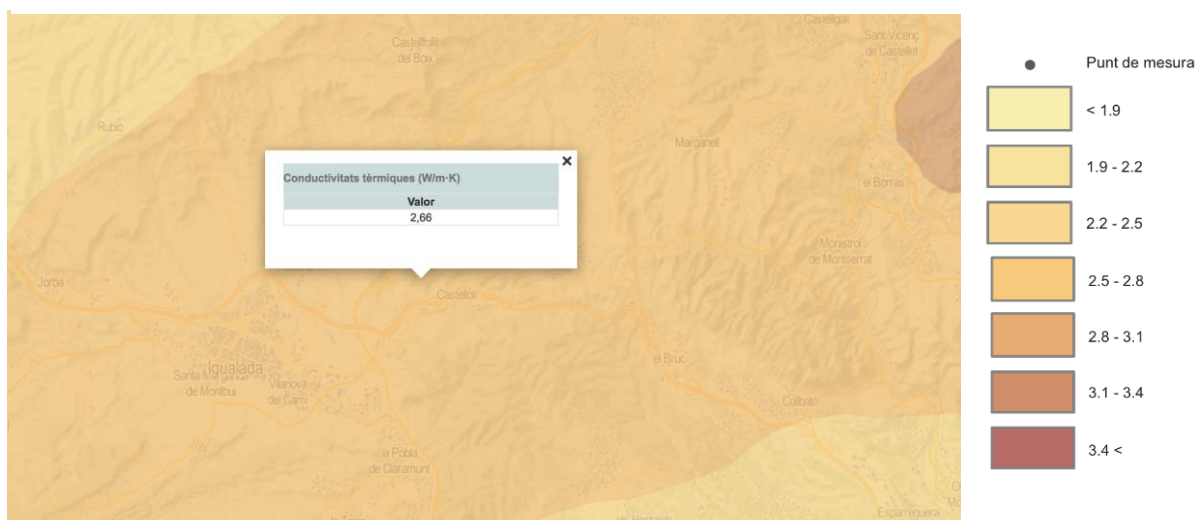 Castellgalí
Castellfollit
del Boix
Sant Vicenç
de Castellet
Rubió
Marganell
el Borràs
Monistrol
de Montserrat
Conductivitats tèrmiques (W/m·K)
Valor
2,66
Jorba
Castellolí
Igualada
Santa Margarida
de Montbui
Vilanova
del Camí
el Bruc
Collbató
la Pobla
de Claramunt
Esparreguera
Punt de mesura
< 1.9
1.9 - 2.2
2.2 - 2.5
2.5 - 2.8
2.8 - 3.1
3.1 - 3.4
3.4 <